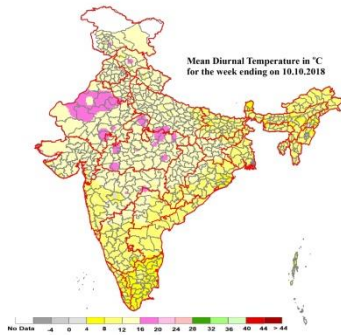 Mean Diurnal Temperature in °C
for the week ending on 10.10.2018
No Data -4 0 4 8 12 16 20 24 28 32 36 40 44 > 44